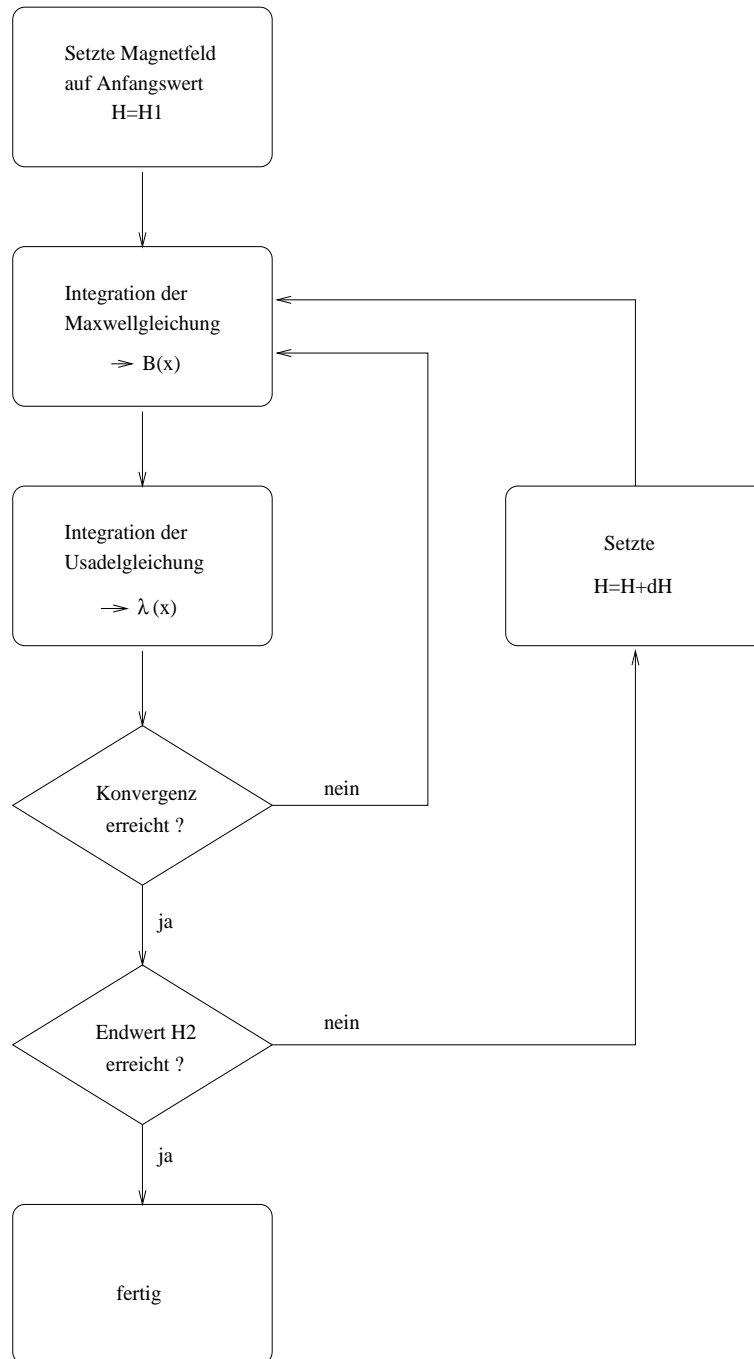 Setzte Magnetfeld
auf Anfangswert
H=H1
Integration der
Maxwellgleichung
→ B(x)
Integration der
Usadelgleichung
→ λ(x)
Setzte
H=H+dH
Konvergenz
erreicht ?
nein
ja
Endwert H2
erreicht ?
nein
ja
fertig